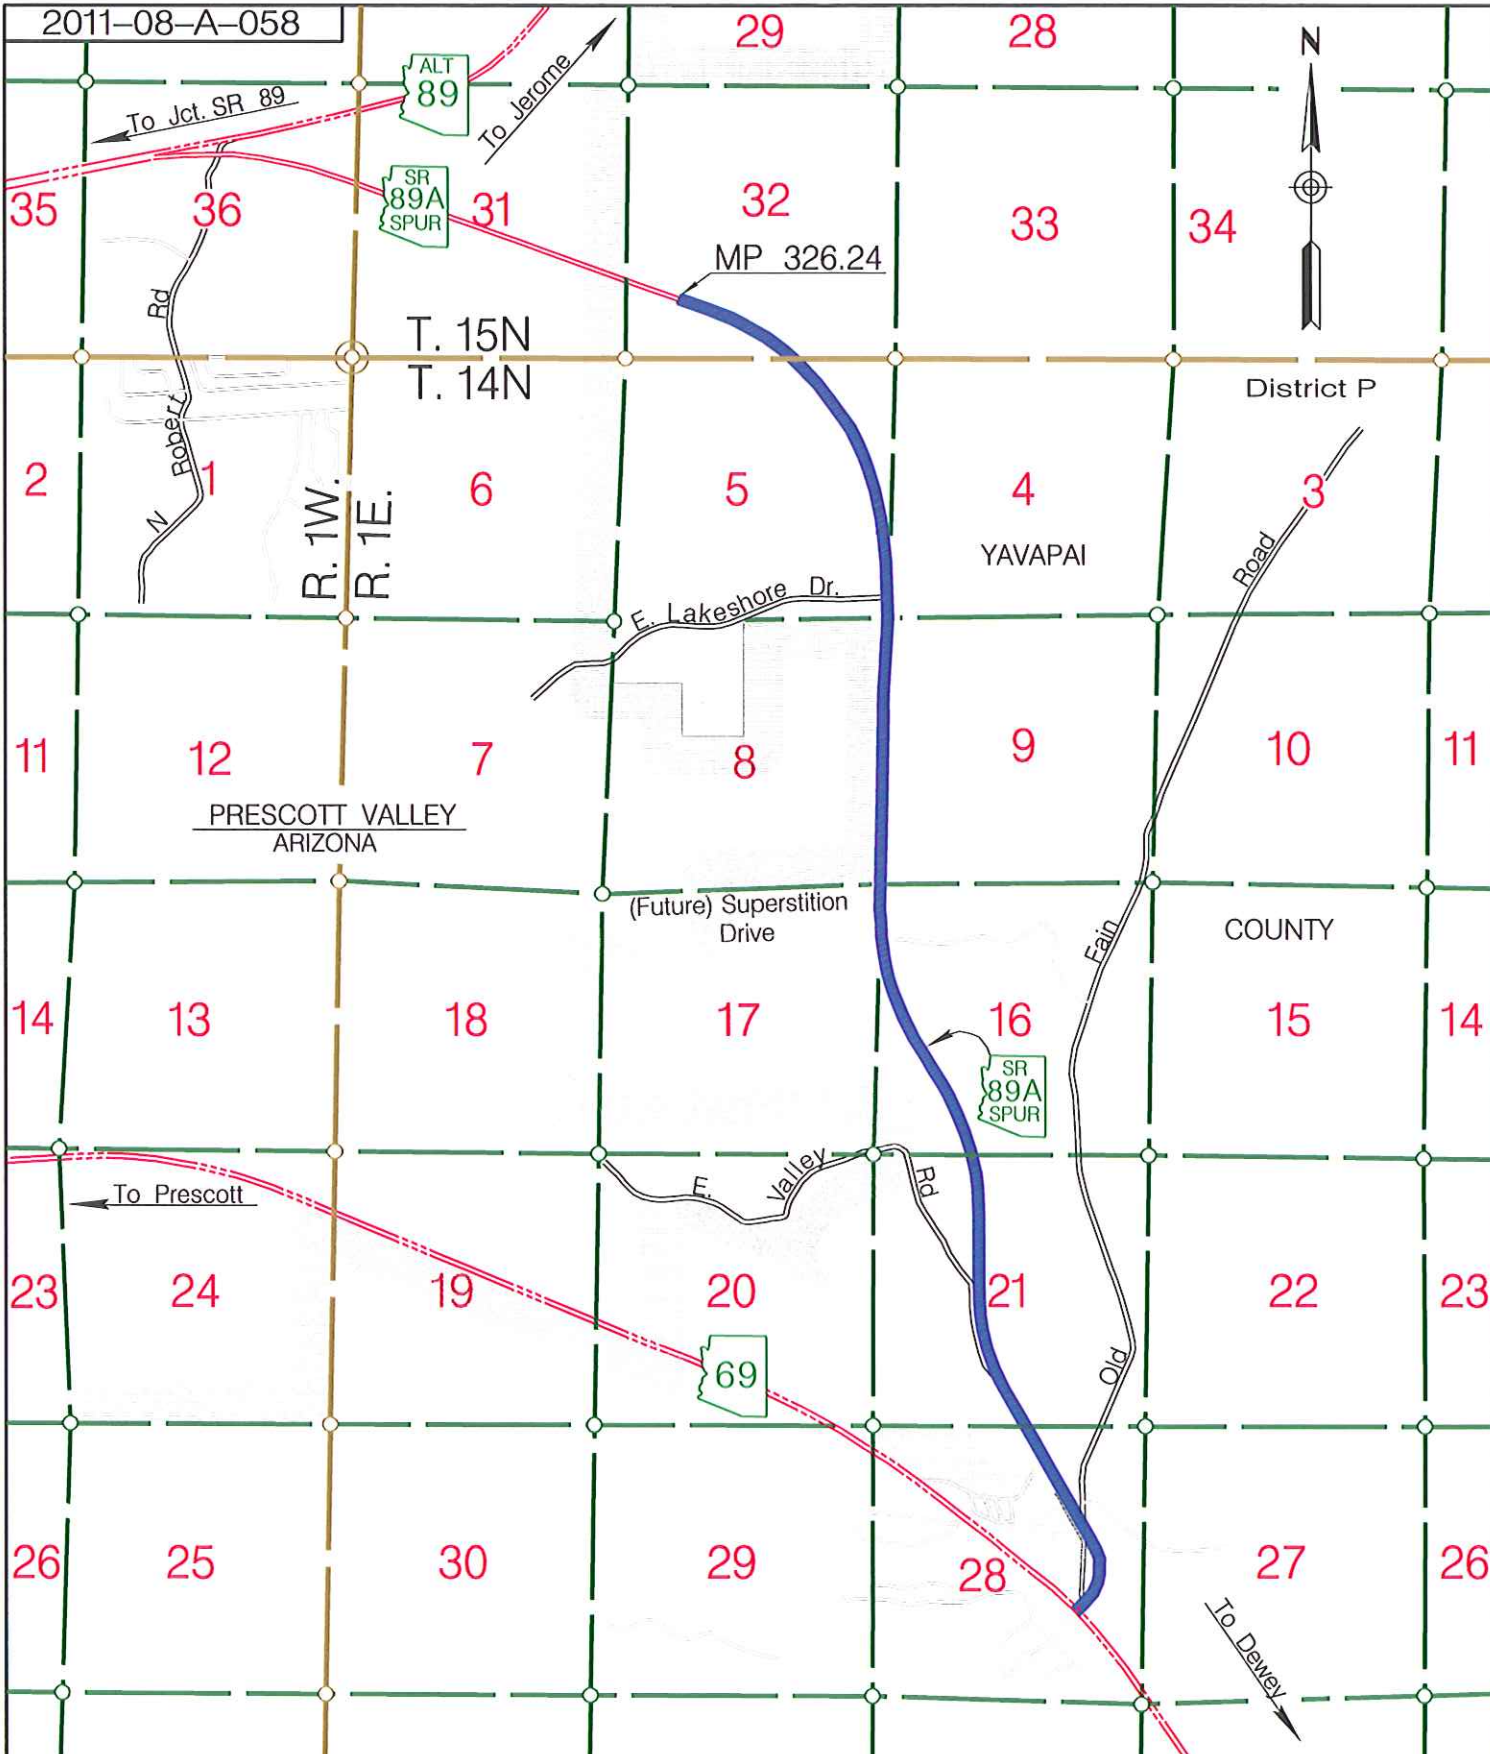 2011-08-A-058
29
28
N
ALT
89
To Jct. SR 89
To Jerome
SR
89A
SPUR
35
36
31
32
33
34
MP 326.24
T. 15N
T. 14N
District P
N Robert Rd
2
1
R. 1W.
R. 1E.
6
5
4
3
YAVAPAI
E. Lakeshore Dr.
11
12
7
8
9
10
11
PRESCOTT VALLEY
ARIZONA
(Future) Superstition
Drive
COUNTY
Old Fain Road
14
13
18
17
16
15
14
SR
89A
SPUR
To Prescott
E. Valley Rd
23
24
19
20
21
22
23
69
26
25
30
29
28
27
26
To Dewey